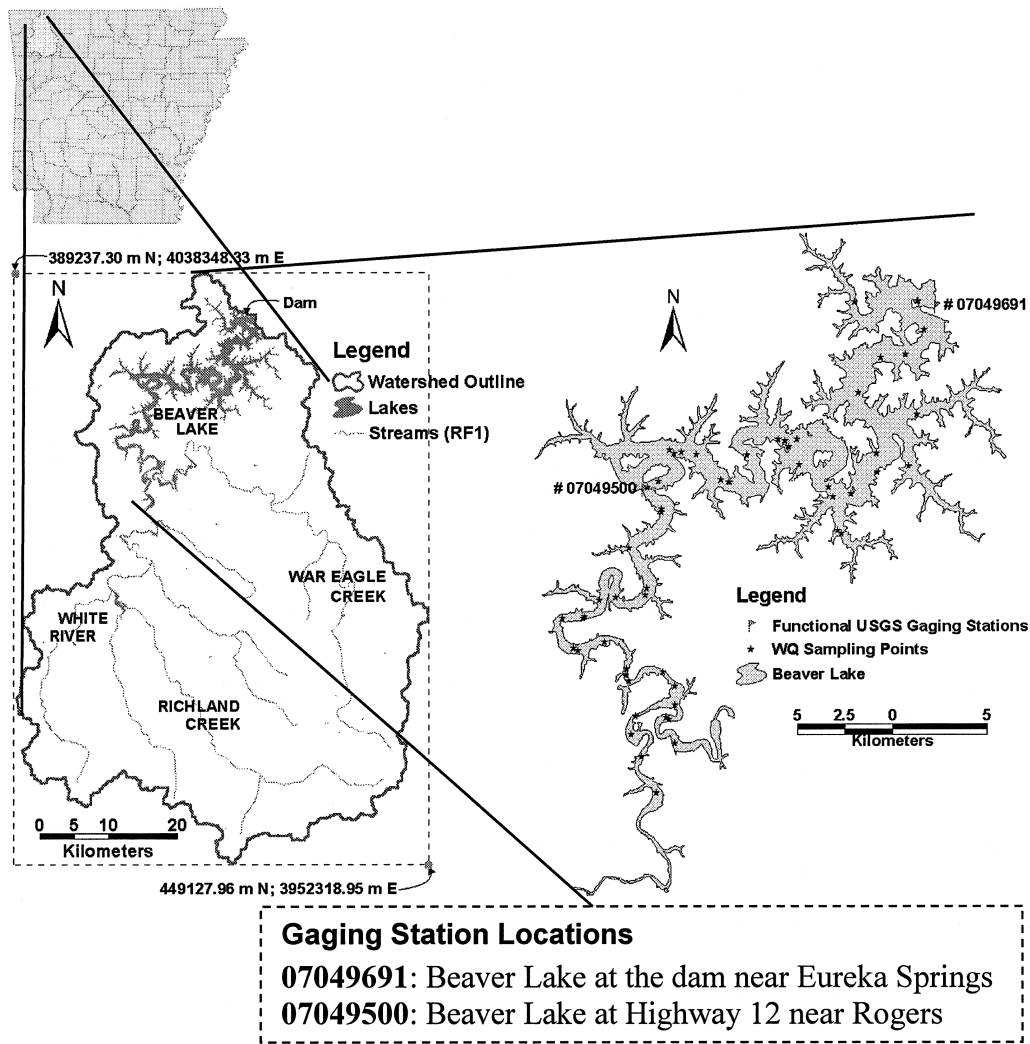 389237.30 m N; 4038348.33 m E
N
Dam
Legend
Watershed Outline
Lakes
Streams (RF1)
BEAVER
LAKE
WAR EAGLE
CREEK
WHITE
RIVER
RICHLAND
CREEK
0 5 10 20
Kilometers
449127.96 m N; 3952318.95 m E
N
# 07049691
# 07049500
Legend
Functional USGS Gaging Stations
WQ Sampling Points
Beaver Lake
5 2.5 0 5
Kilometers
Gaging Station Locations
07049691: Beaver Lake at the dam near Eureka Springs
07049500: Beaver Lake at Highway 12 near Rogers